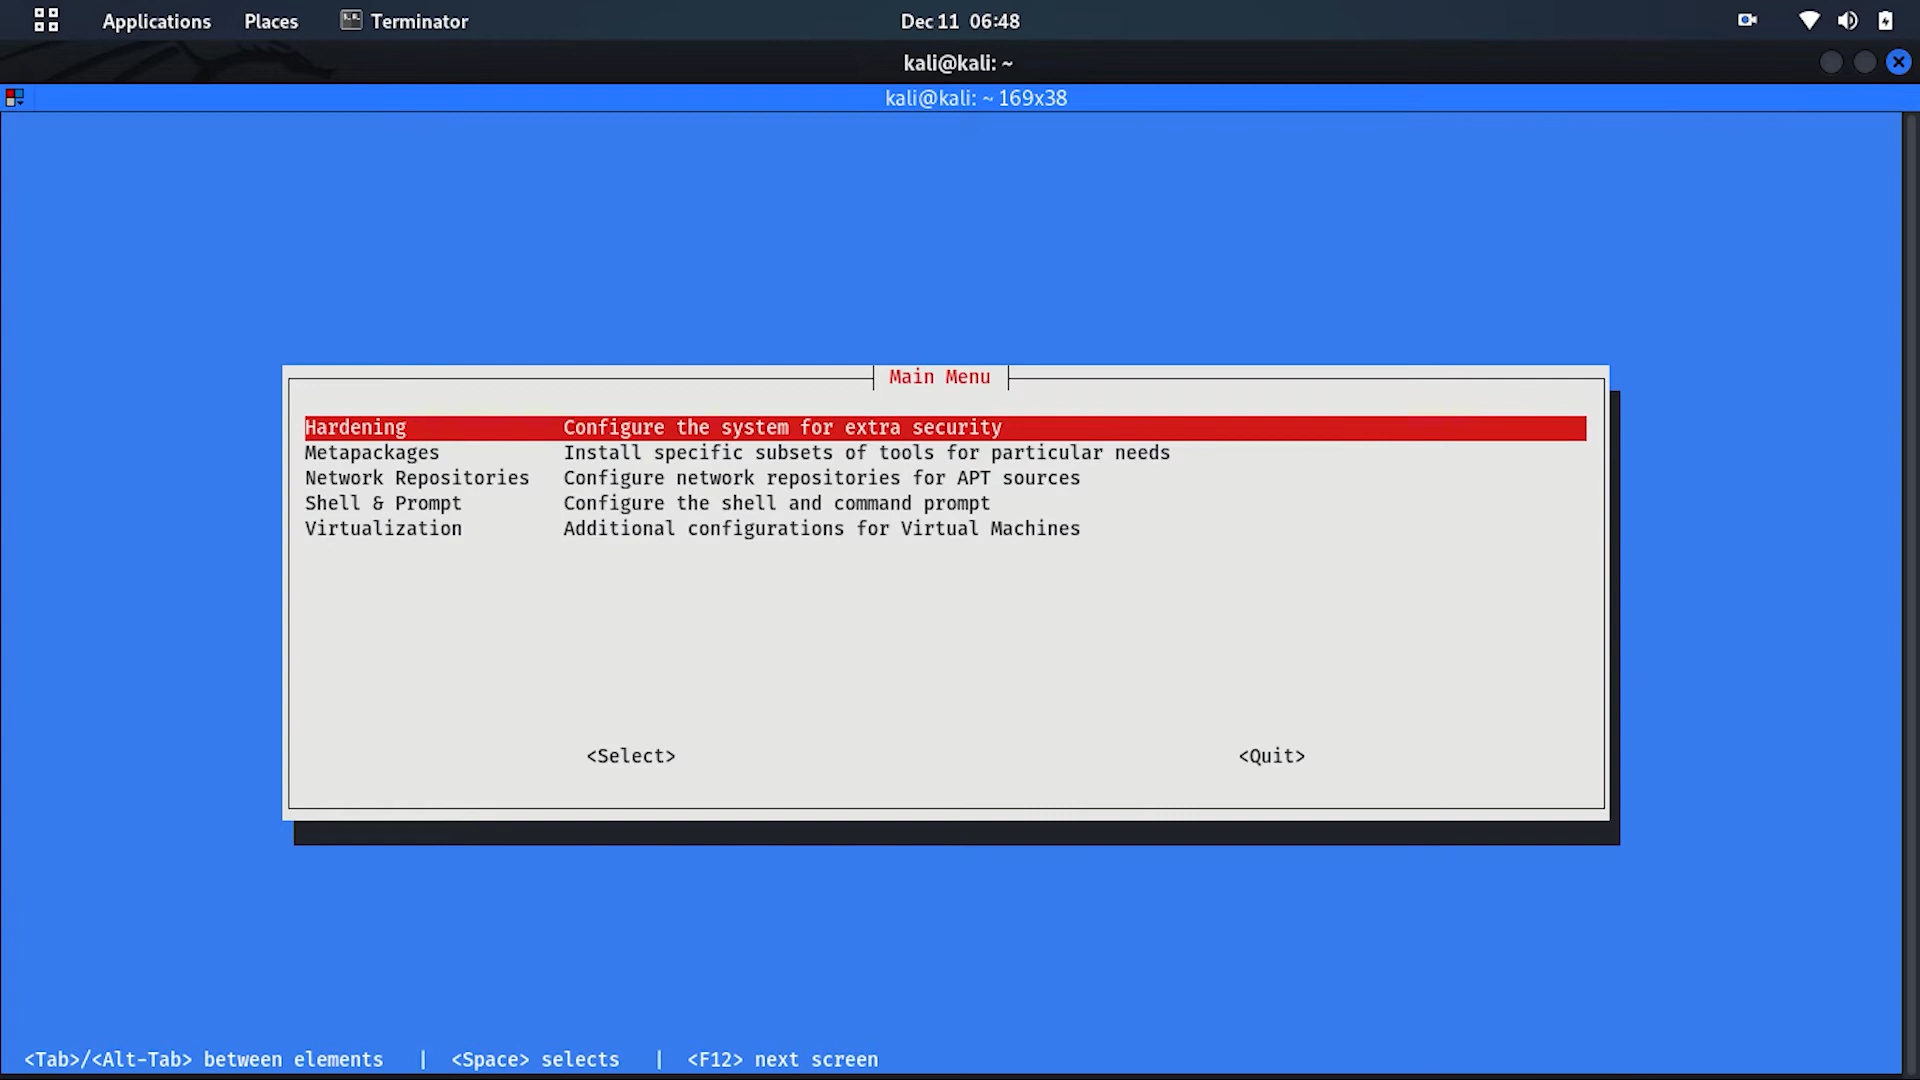 Applications Places Terminator Dec 11 06:48
kali@kali: ~
kali@kali: ~ 169x38
Main Menu
Hardening Configure the system for extra security
Metapackages Install specific subsets of tools for particular needs
Network Repositories Configure network repositories for APT sources
Shell & Prompt Configure the shell and command prompt
Virtualization Additional configurations for Virtual Machines
<Select> <Quit>
<Tab>/<Alt-Tab> between elements | <Space> selects | <F12> next screen